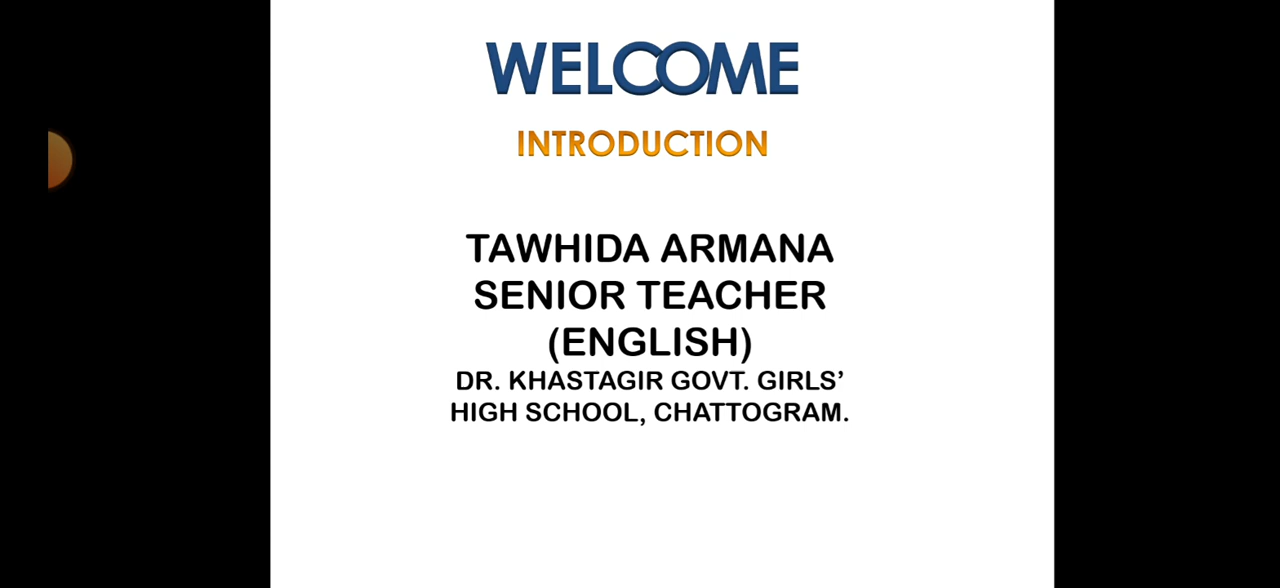 WELCOME
INTRODUCTION
TAWHIDA ARMANA
SENIOR TEACHER
(ENGLISH)
DR. KHASTAGIR GOVT. GIRLS’
HIGH SCHOOL, CHATTOGRAM.